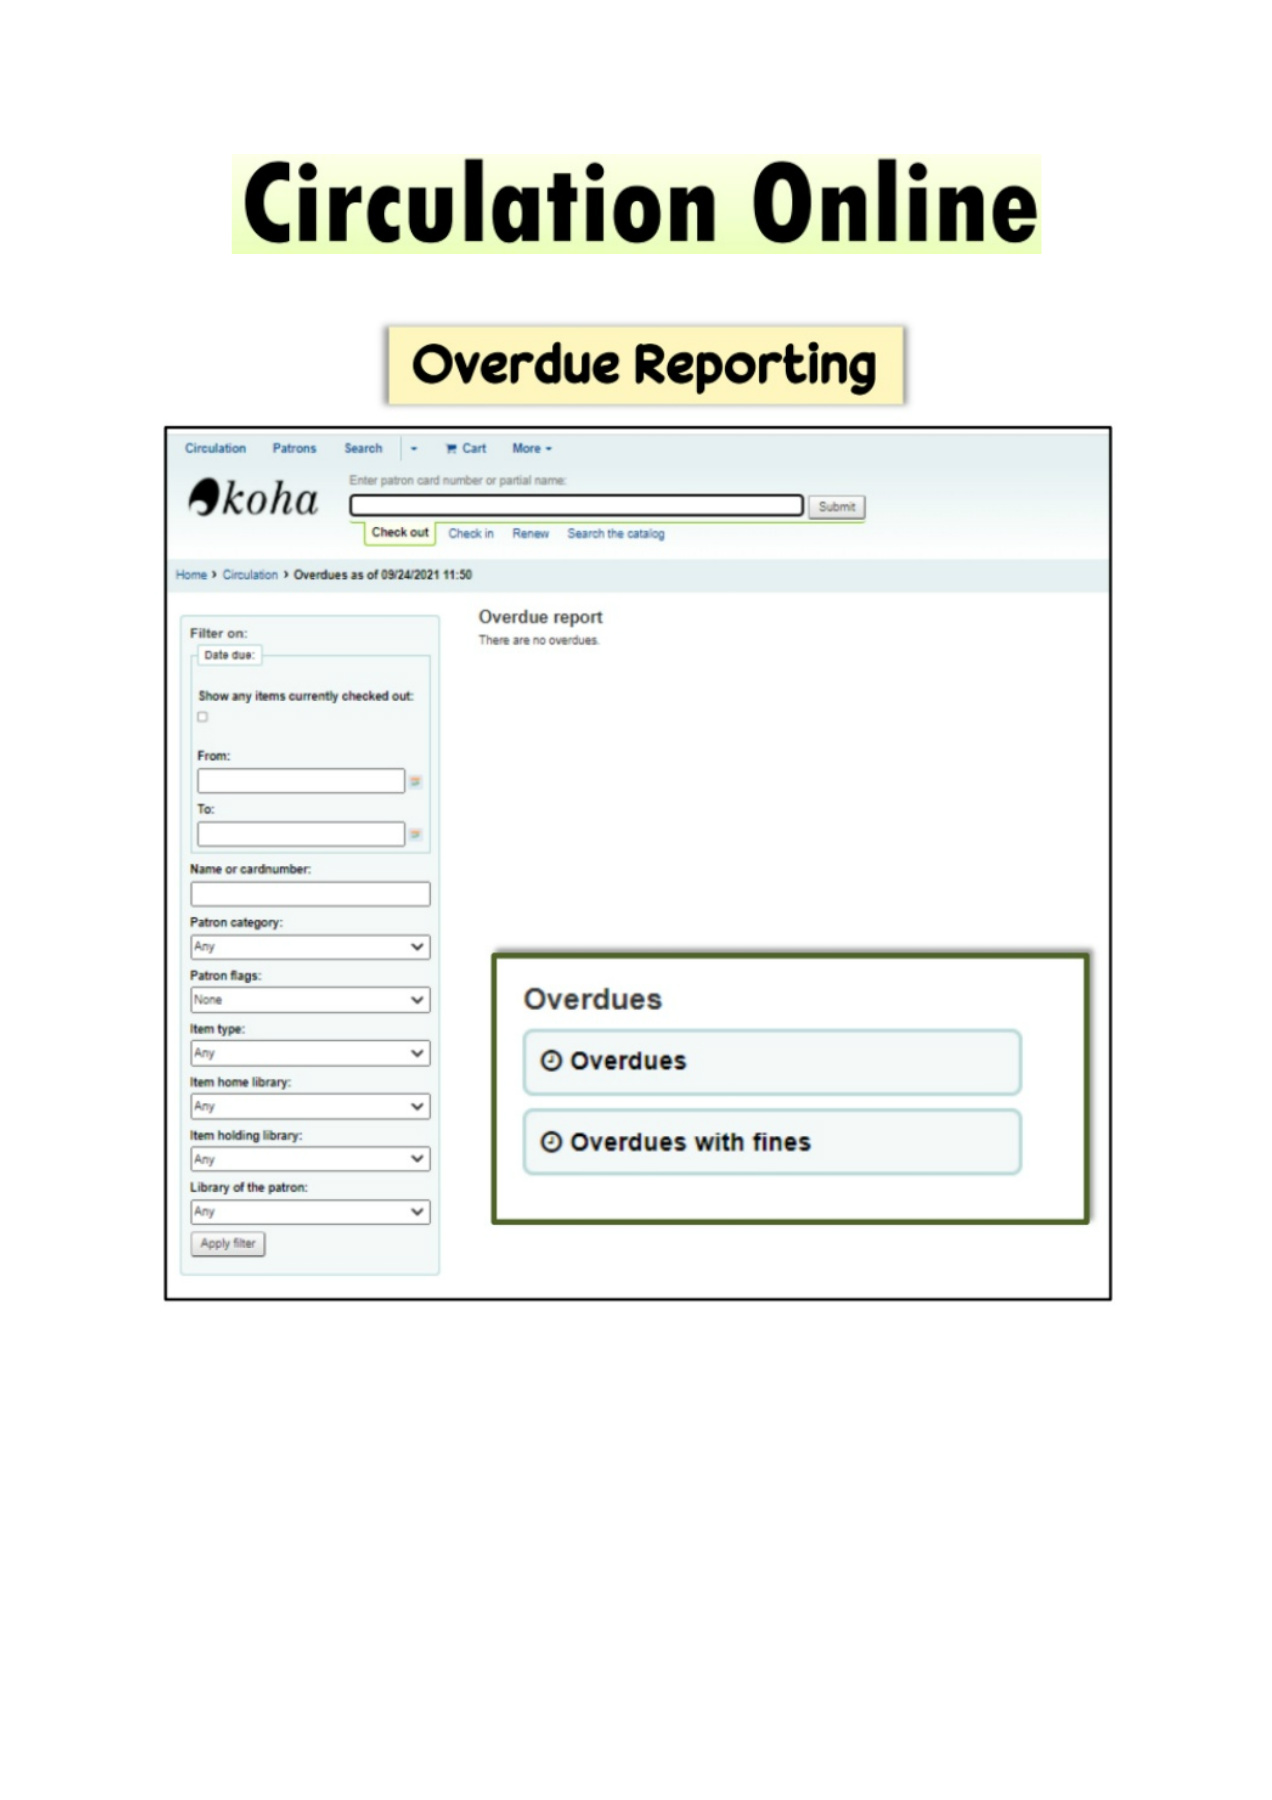 Circulation Online
Overdue Reporting
Circulation Patrons Search Cart More
koha
Enter patron card number or partial name:
Submit
Check out Check in Renew Search the catalog
Home › Circulation › Overdues as of 09/24/2021 11:50
Filter on:
Date due:
Show any items currently checked out:
From:
To:
Name or cardnumber:
Patron category:
Any
Patron flags:
None
Item type:
Any
Item home library:
Any
Item holding library:
Any
Library of the patron:
Any
Apply filter
Overdue report
There are no overdues.
Overdues
Overdues
Overdues with fines